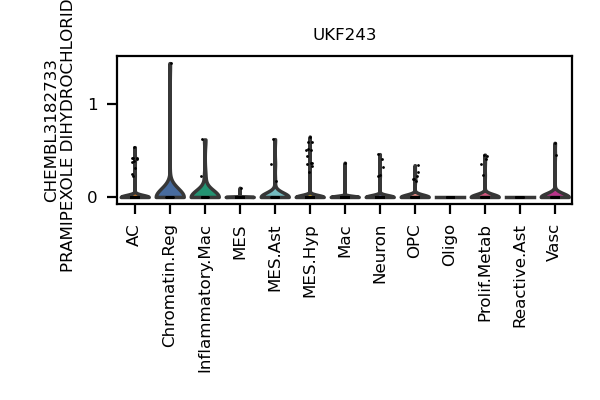 UKF243
CHEMBL3182733
PRAMIPEXOLE DIHYDROCHLORID
1
0
AC
Chromatin.Reg
Inflammatory.Mac
MES
MES.Ast
MES.Hyp
Mac
Neuron
OPC
Oligo
Prolif.Metab
Reactive.Ast
Vasc